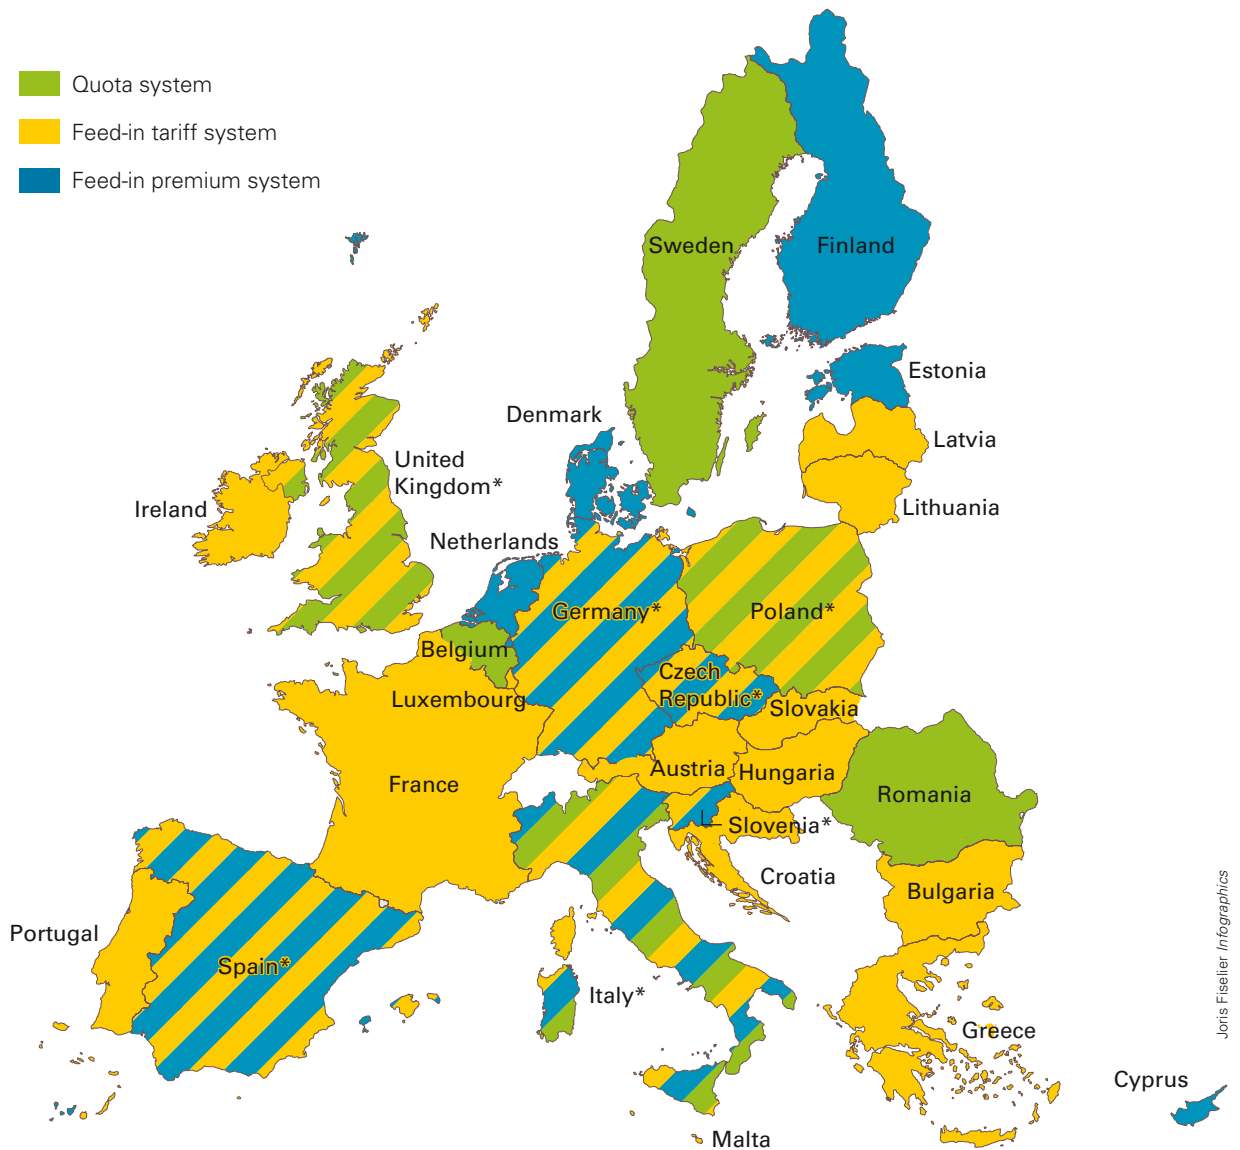 Quota system
Feed-in tariff system
Feed-in premium system
Sweden
Finland
Estonia
Denmark
Latvia
United
Kingdom*
Lithuania
Ireland
Netherlands
Germany*
Poland*
Belgium
Czech
Republic*
Luxembourg
Slovakia
Austria
Hungaria
France
Romania
Slovenia*
Croatia
Bulgaria
Portugal
Spain*
Italy*
Greece
Cyprus
Malta
Joris Fiselier Infographics